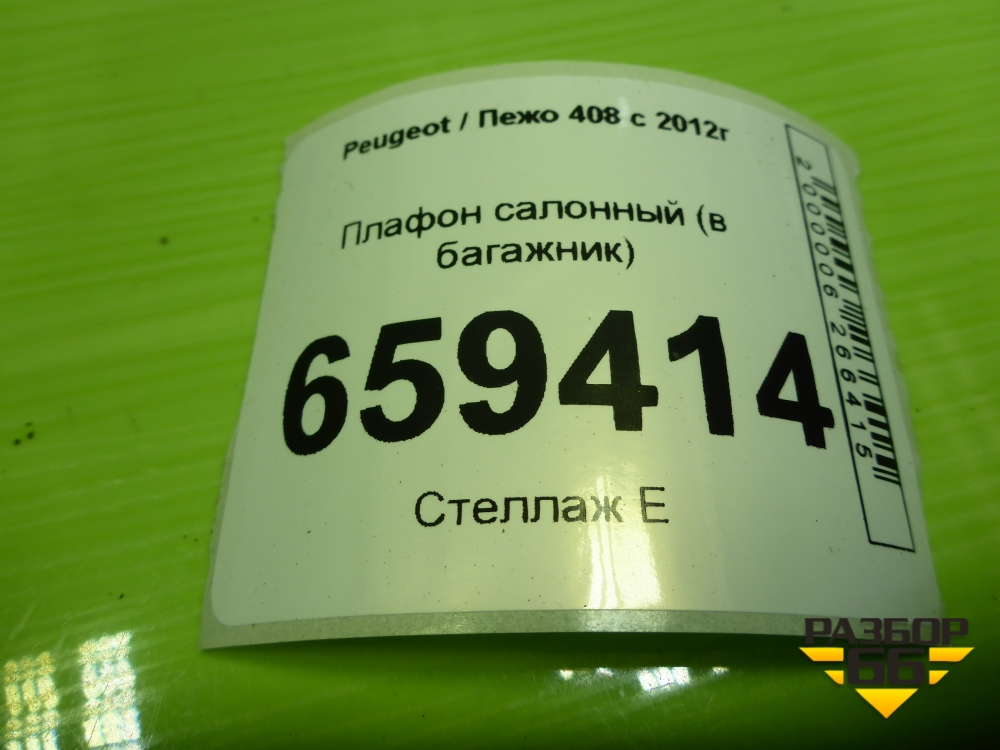 Peugeot / Пежо 408 с 2012г
Плафон салонный (в
багажник)
659414
Стеллаж Е
2000006266415
РАЗБОР
66